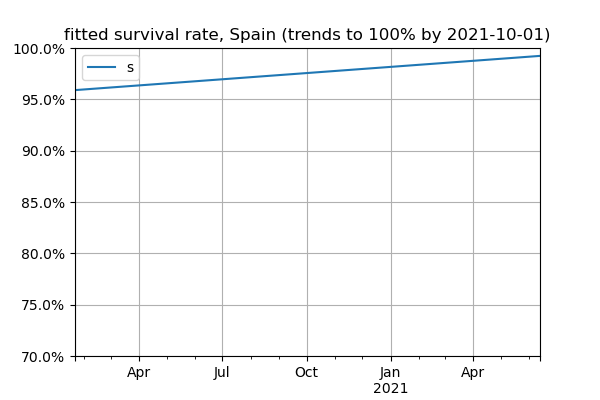 fitted survival rate, Spain (trends to 100% by 2021-10-01)
100.0%
s
95.0%
90.0%
85.0%
80.0%
75.0%
70.0%
Apr Jul Oct Jan Apr
2021